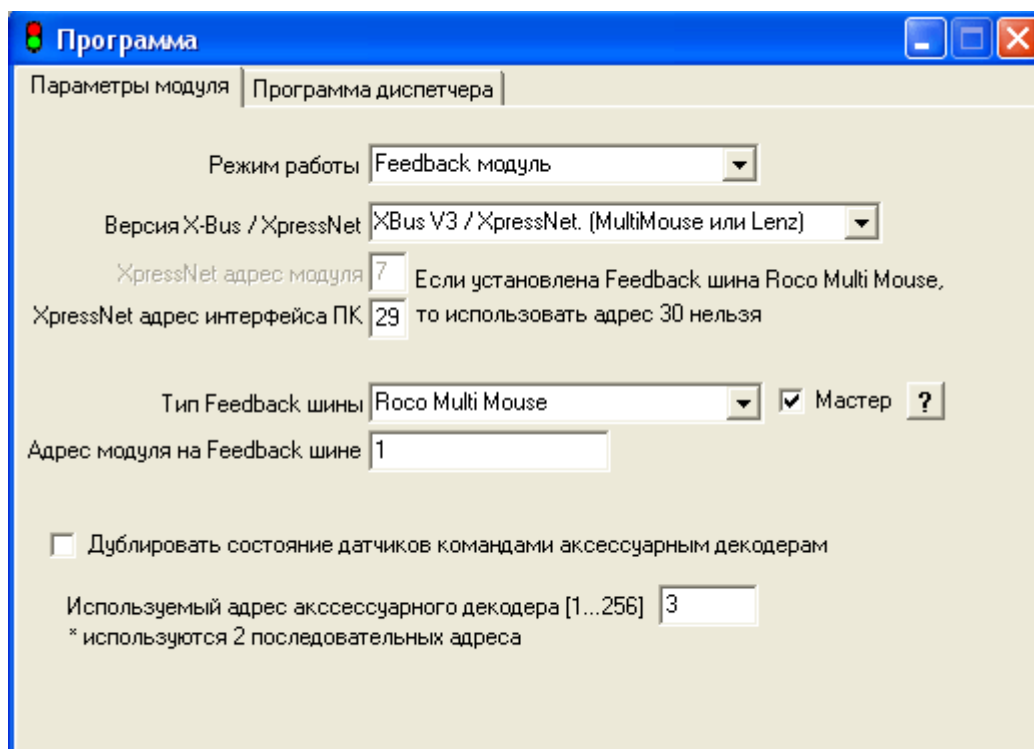 Программа
Параметры модуля Программа диспетчера
Режим работы Feedback модуль
Версия X-Bus / XpressNet XBus V3 / XpressNet. (MultiMouse или Lenz)
XpressNet адрес модуля 7 Если установлена Feedback шина Roco Multi Mouse,
XpressNet адрес интерфейса ПК 29 то использовать адрес 30 нельзя
Тип Feedback шины Roco Multi Mouse Мастер ?
Адрес модуля на Feedback шине 1
Дублировать состояние датчиков командами аксессуарным декодерам
Используемый адрес акссессуарного декодера [1...256] 3
* используются 2 последовательных адреса